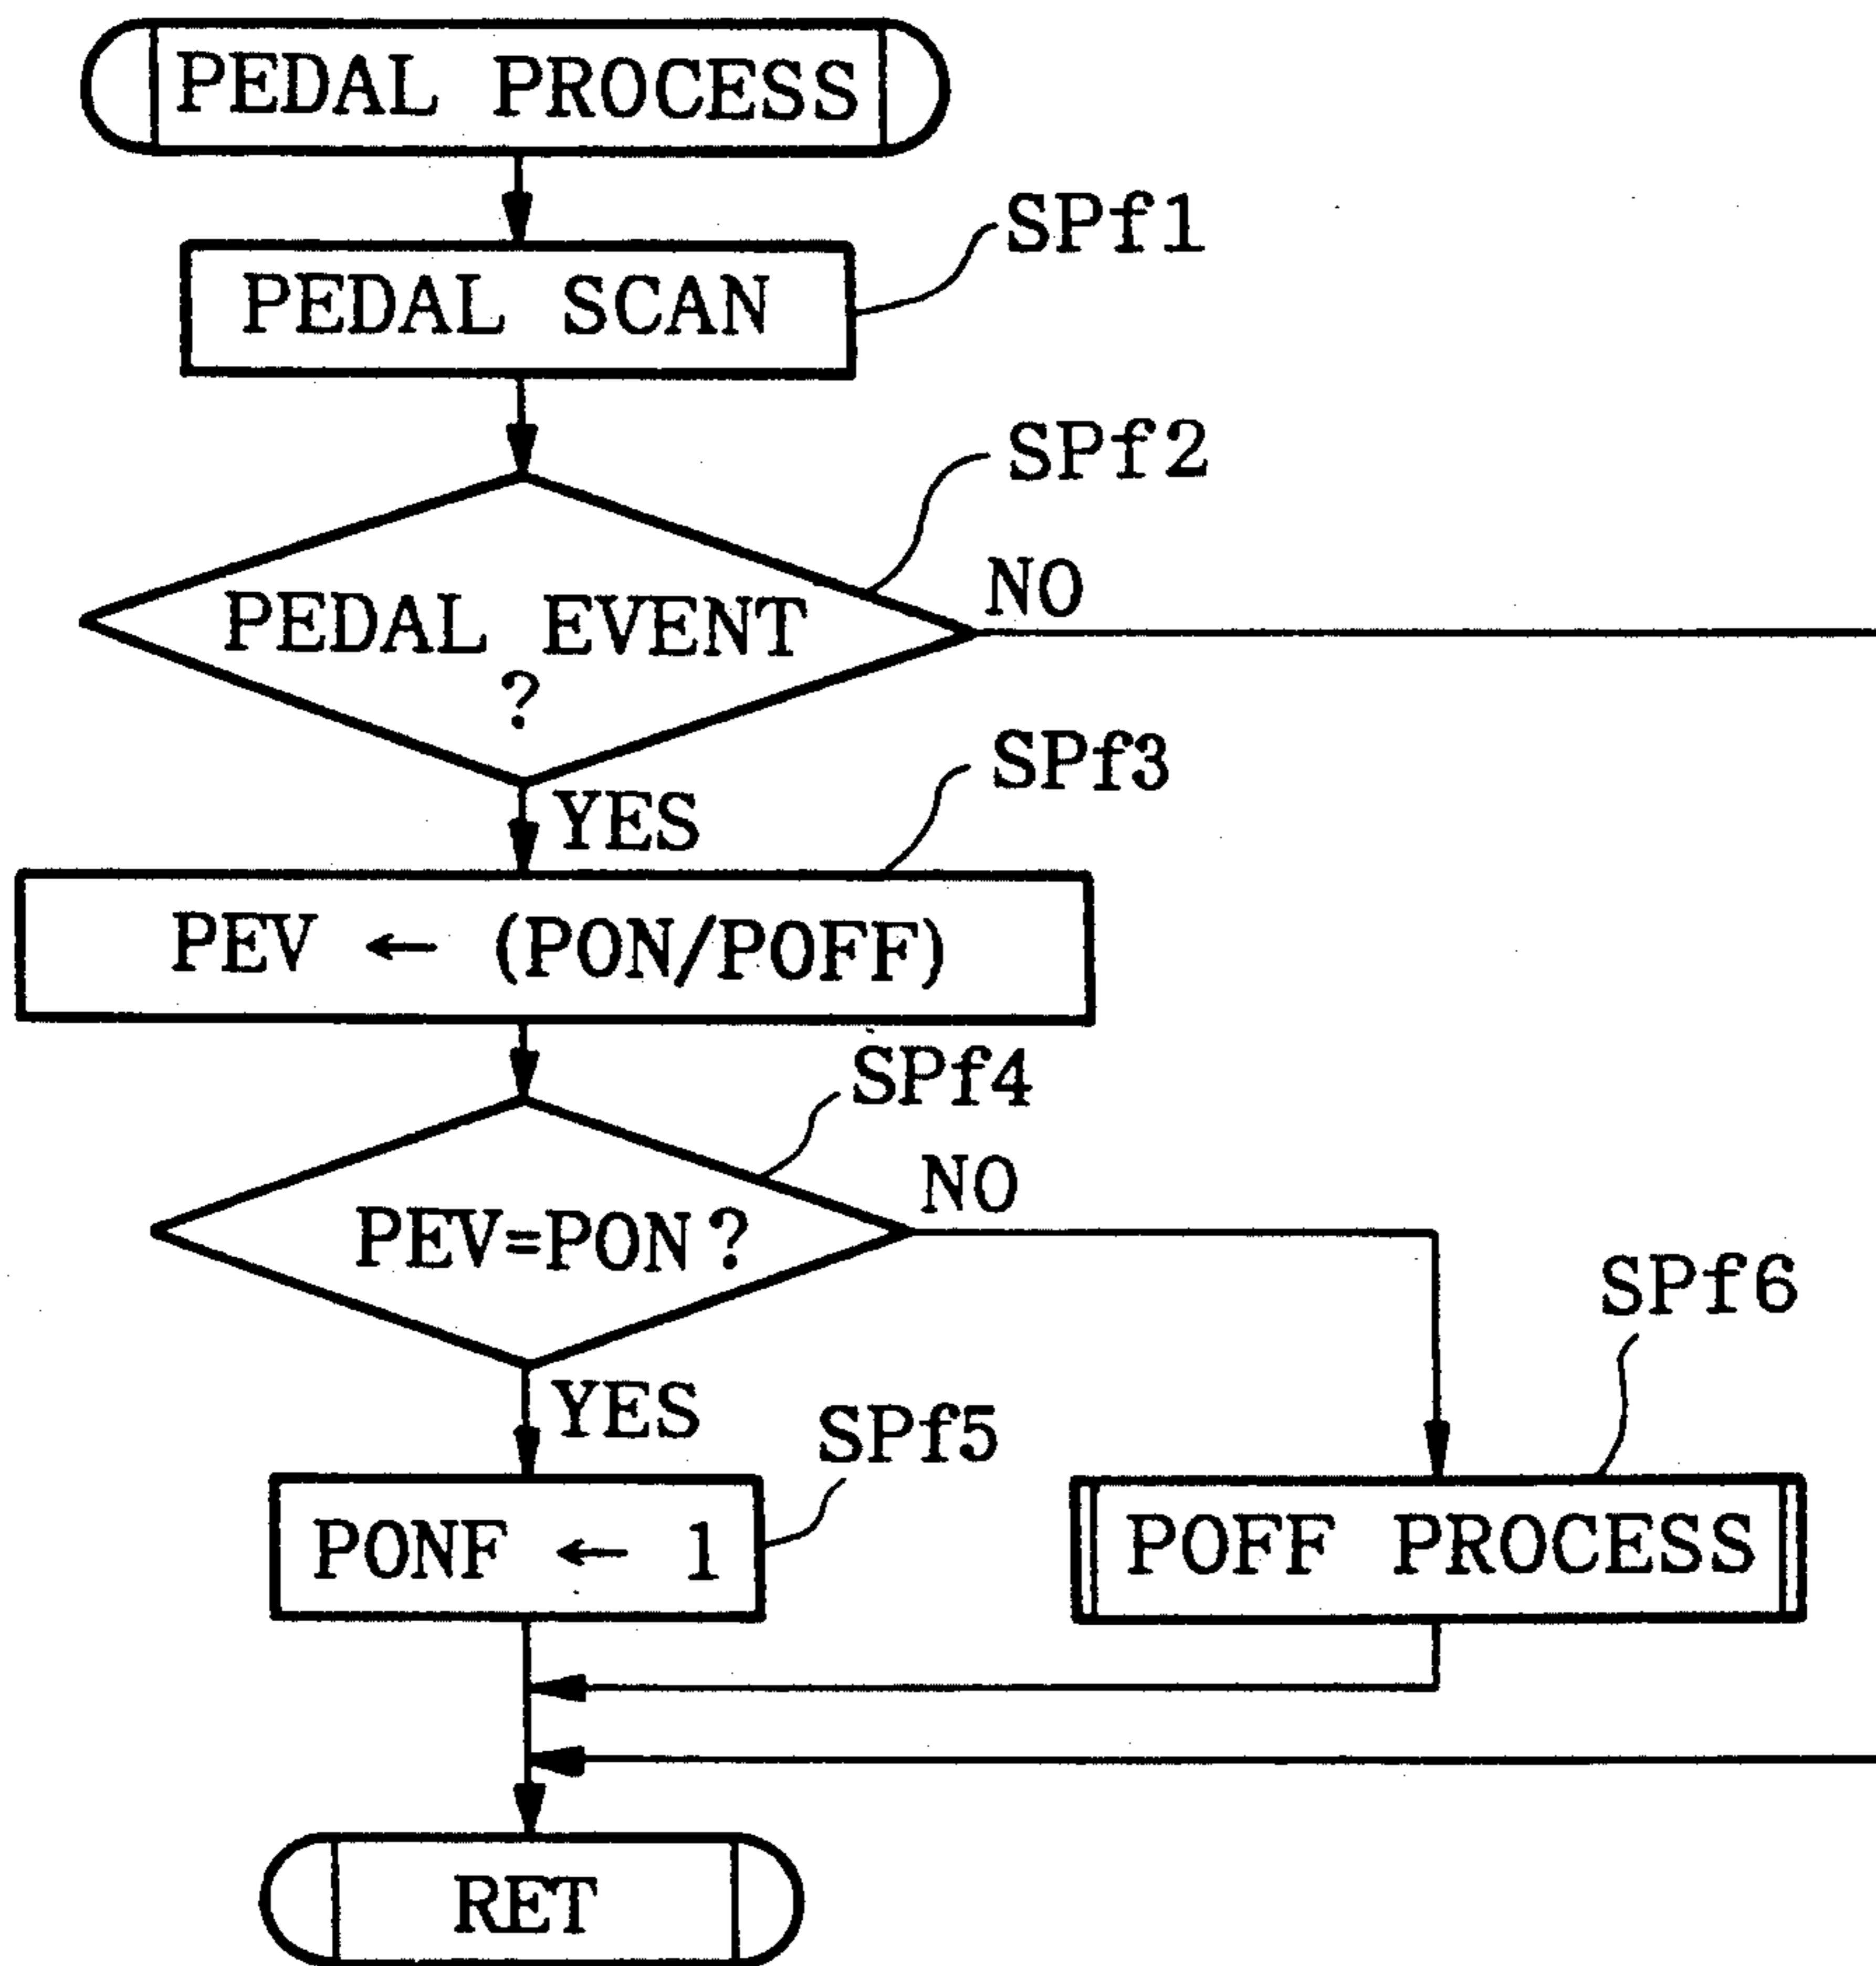 PEDAL PROCESS
SPf1
PEDAL SCAN
SPf2
NO
PEDAL EVENT
?
SPf3
YES
PEV ← (PON/POFF)
SPf4
NO
PEV=PON?
SPf6
YES
SPf5
PONF ← 1
POFF PROCESS
RET